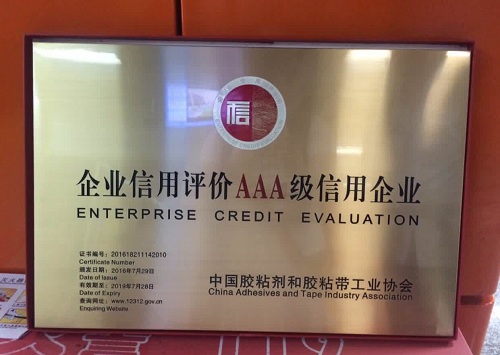 信
企业信用评价AAA级信用企业
ENTERPRISE CREDIT EVALUATION
证书编号：201618211142010
Certificate Number
颁发日期：2016年7月29日
Date of Issue
有效期至：2019年7月28日
Date of Expiry
查询网址：www.12312.gov.cn
Enquiring Website
中国胶粘剂和胶粘带工业协会
China Adhesives and Tape Industry Association